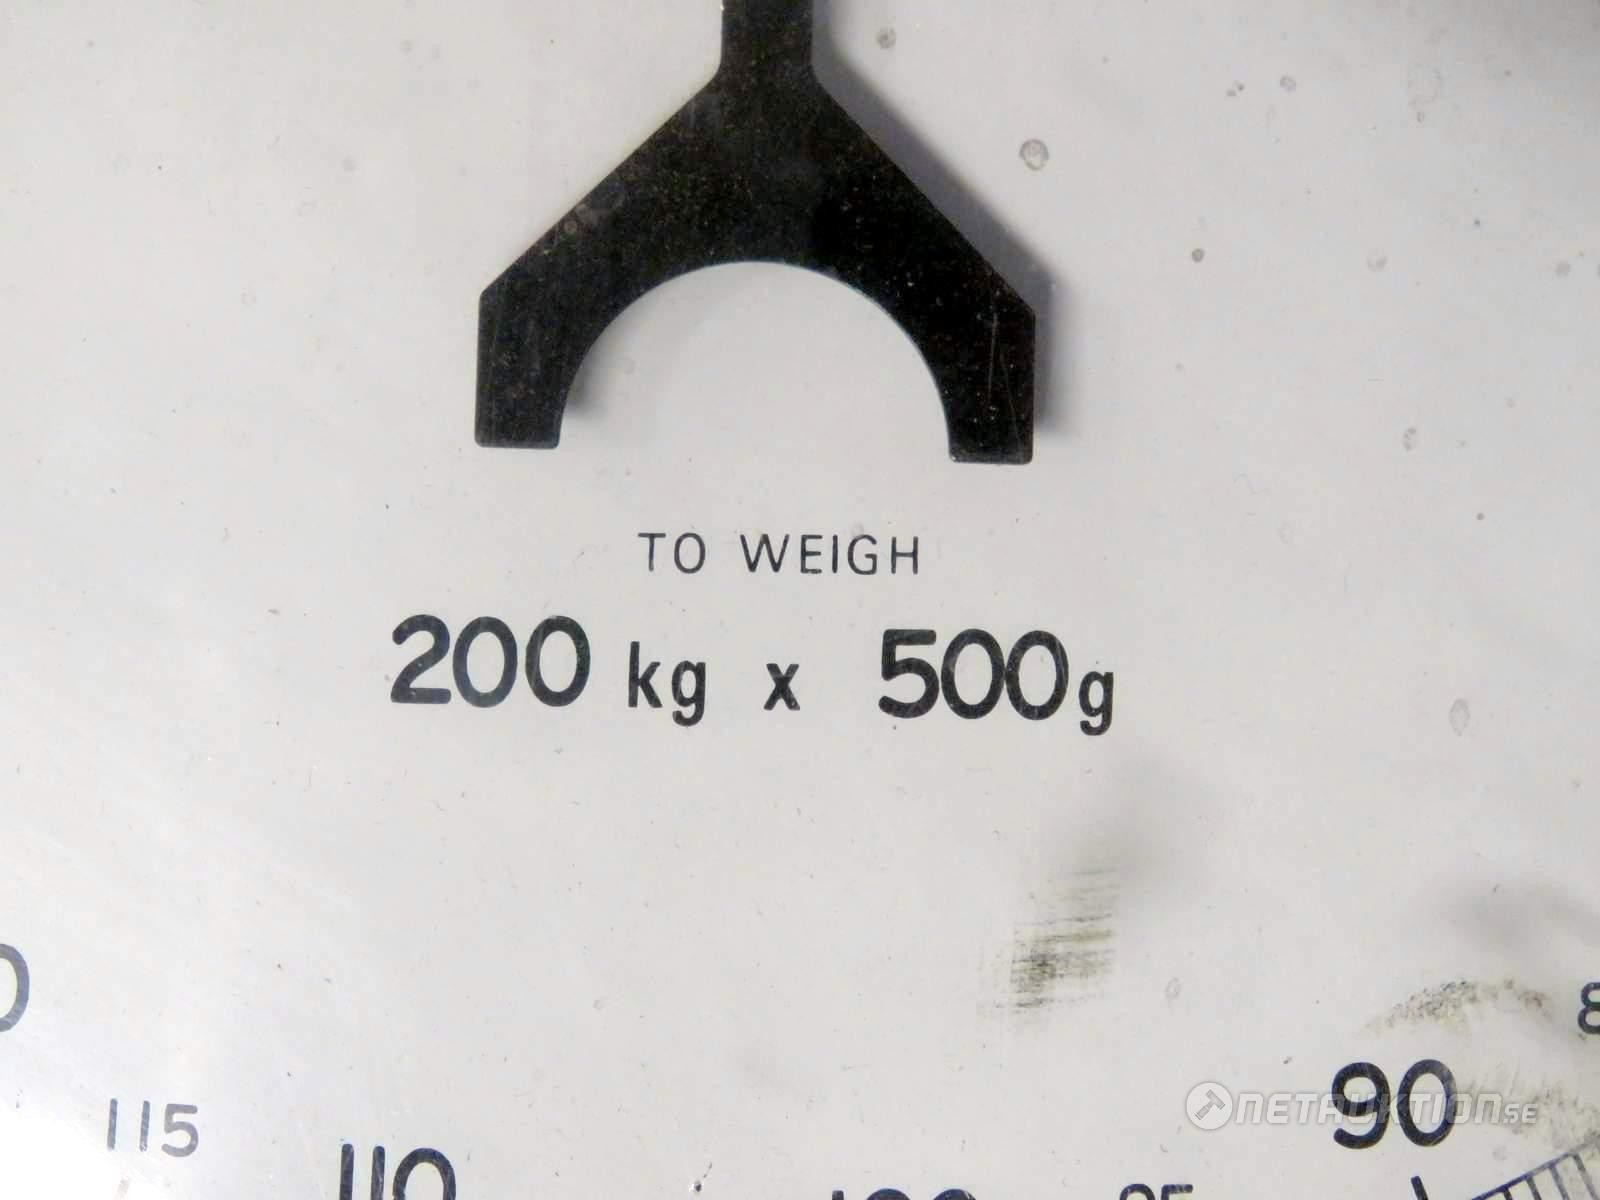 TO WEIGH
200 kg x 500g
90
115
110
NETAUKTION.SE